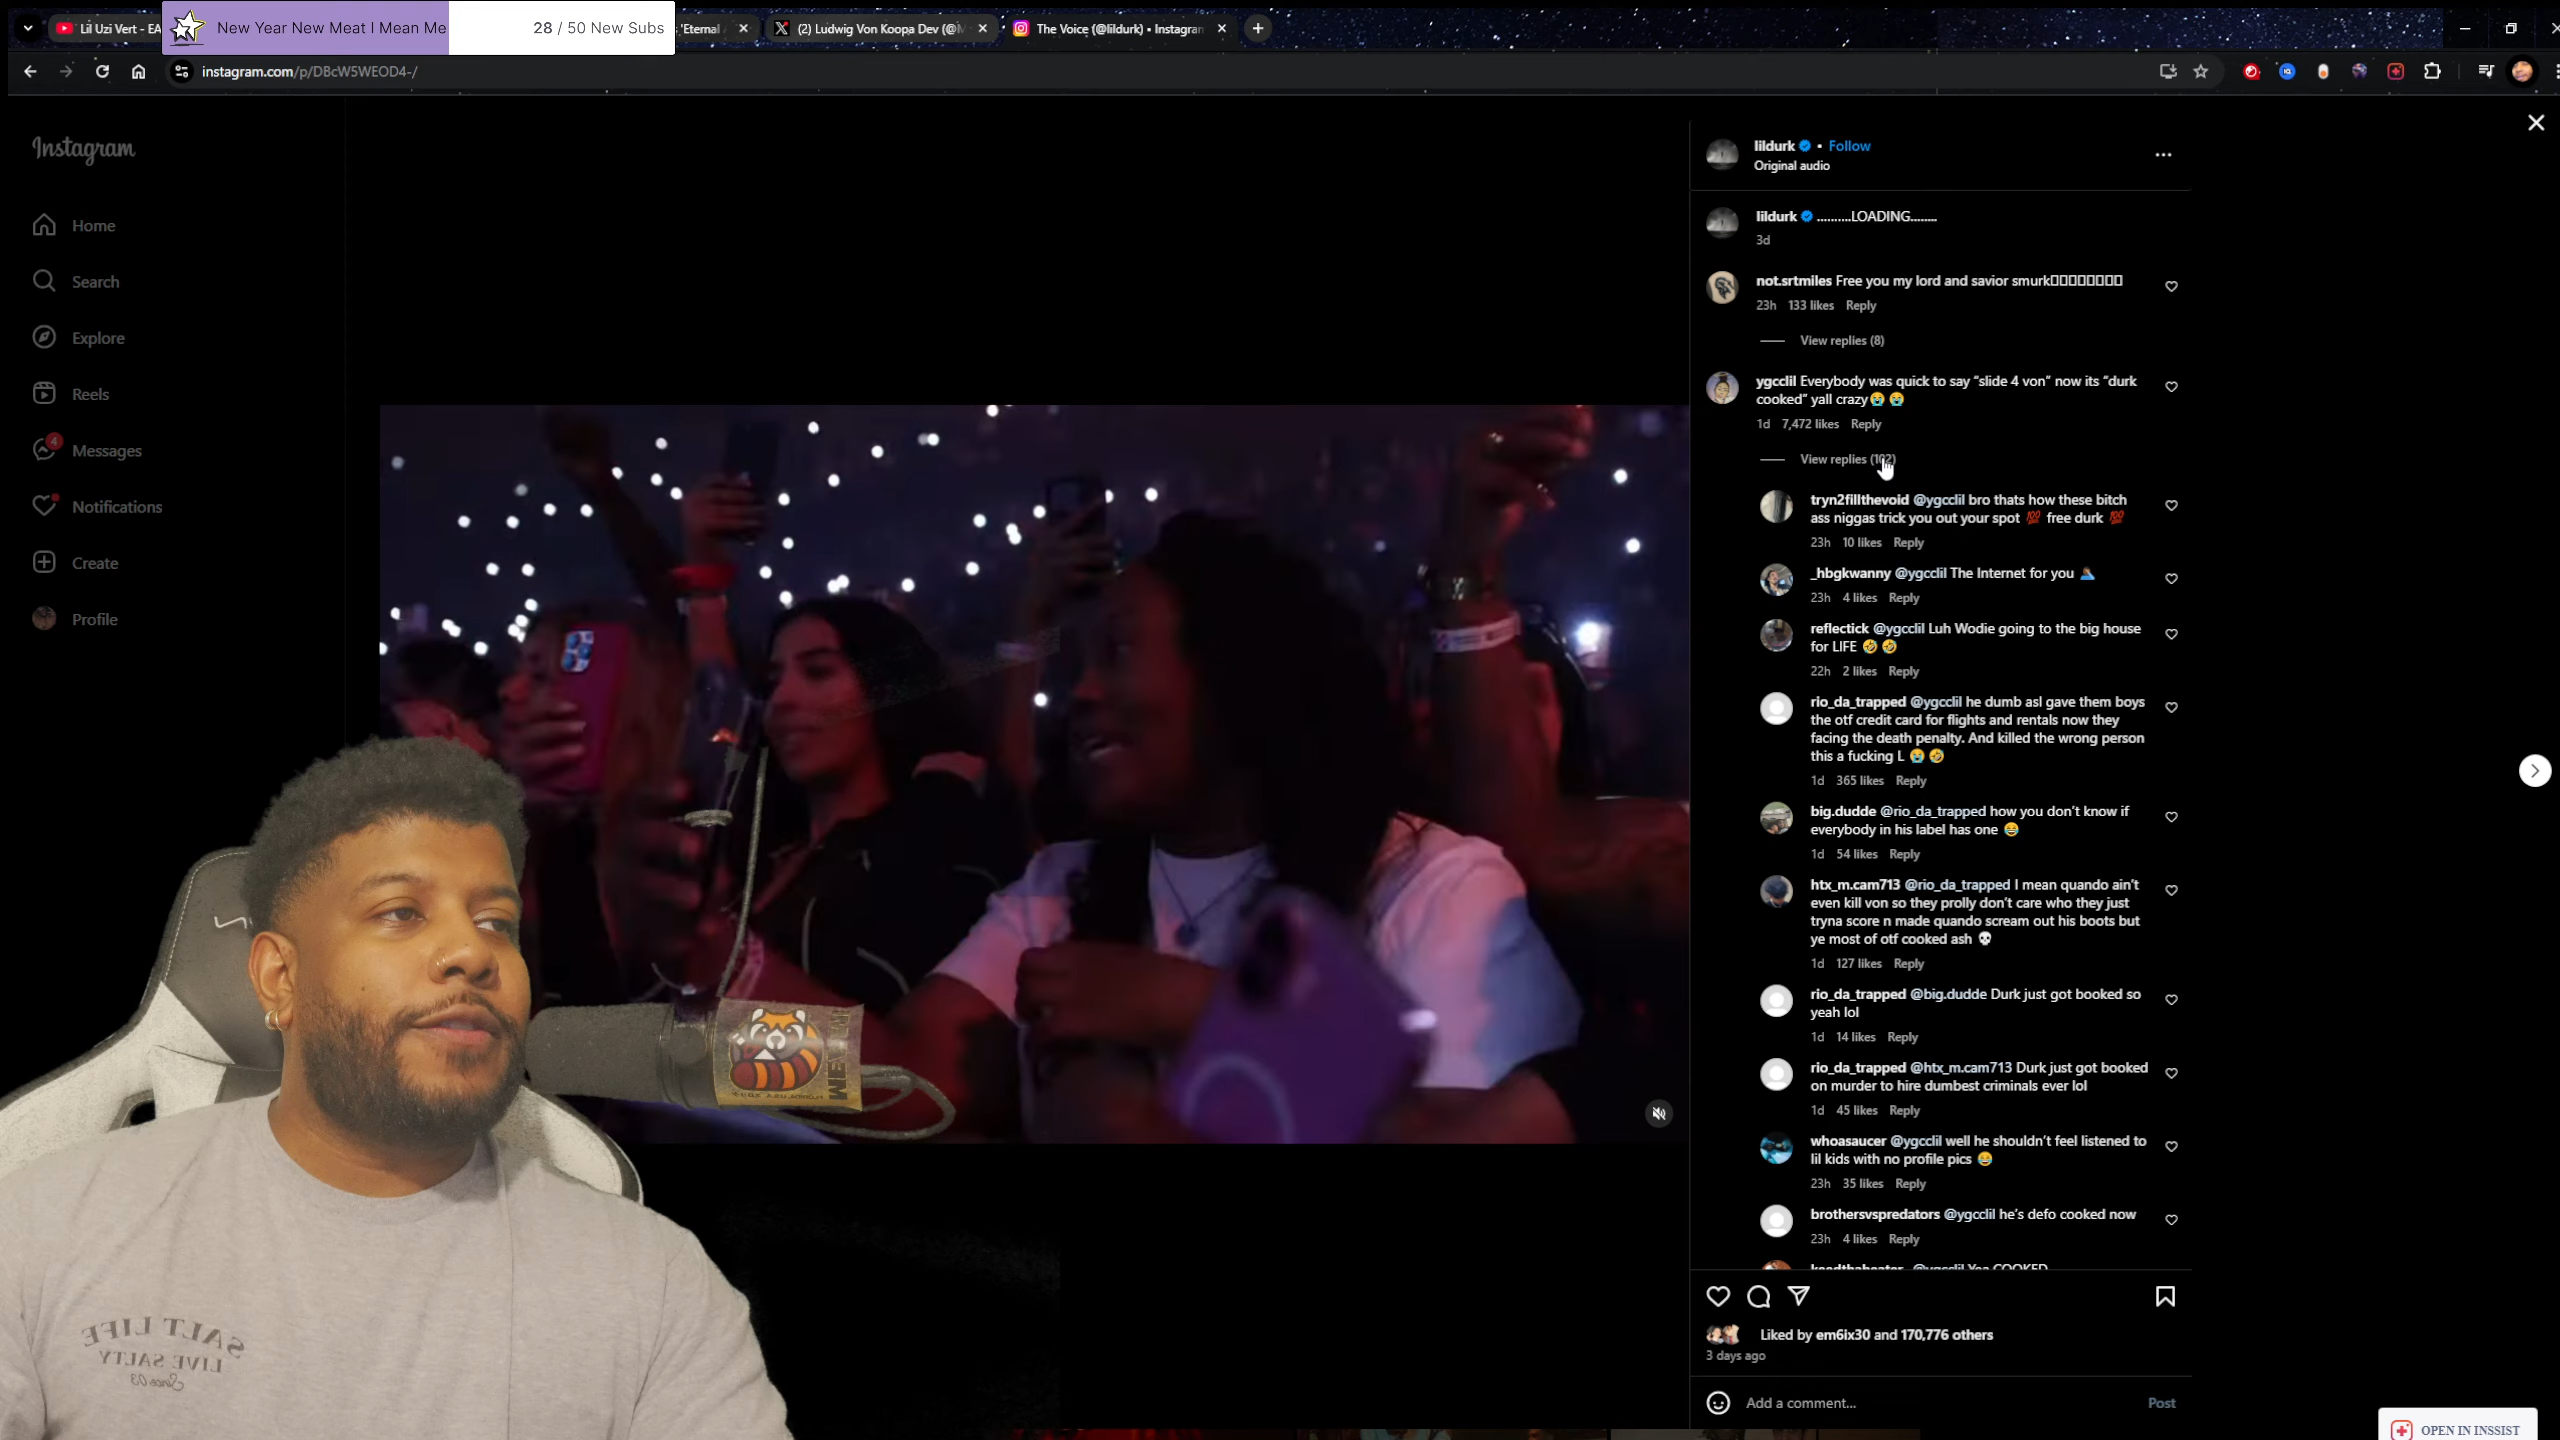 Lil Uzi Vert - EA
New Year New Meat I Mean Me
28 / 50 New Subs
'Eternal
(2) Ludwig Von Koopa Dev (@M
The Voice (@lildurk) • Instagram
instagram.com/p/DBcW5WEOD4-/
Instagram
Home
Search
Explore
Reels
4
Messages
Notifications
Create
Profile
SALT LIFE
LIVE SALTY
Since 03
lildurk • Follow
Original audio
lildurk ..........LOADING........
3d
not.srtmiles Free you my lord and savior smurk
23h 133 likes Reply
View replies (8)
ygcclil Everybody was quick to say “slide 4 von” now its “durk
cooked” yall crazy😭😭
1d 7,472 likes Reply
View replies (102)
tryn2fillthevoid @ygcclil bro thats how these bitch
ass niggas trick you out your spot 💯 free durk 💯
23h 10 likes Reply
_hbgkwanny @ygcclil The Internet for you
23h 4 likes Reply
reflectick @ygcclil Luh Wodie going to the big house
for LIFE 🤣🤣
22h 2 likes Reply
rio_da_trapped @ygcclil he dumb asl gave them boys
the otf credit card for flights and rentals now they
facing the death penalty. And killed the wrong person
this a fucking L 😭🤣
1d 365 likes Reply
big.dudde @rio_da_trapped how you don’t know if
everybody in his label has one 😂
1d 54 likes Reply
htx_m.cam713 @rio_da_trapped I mean quando ain’t
even kill von so they prolly don’t care who they just
tryna score n made quando scream out his boots but
ye most of otf cooked ash 💀
1d 127 likes Reply
rio_da_trapped @big.dudde Durk just got booked so
yeah lol
1d 14 likes Reply
rio_da_trapped @htx_m.cam713 Durk just got booked
on murder to hire dumbest criminals ever lol
1d 45 likes Reply
whoasaucer @ygcclil well he shouldn’t feel listened to
lil kids with no profile pics 😂
23h 35 likes Reply
brothersvspredators @ygcclil he’s defo cooked now
23h 4 likes Reply
@ygcclil Yea COOKED
Liked by em6ix30 and 170,776 others
3 days ago
Add a comment...
Post
OPEN IN INSSIST